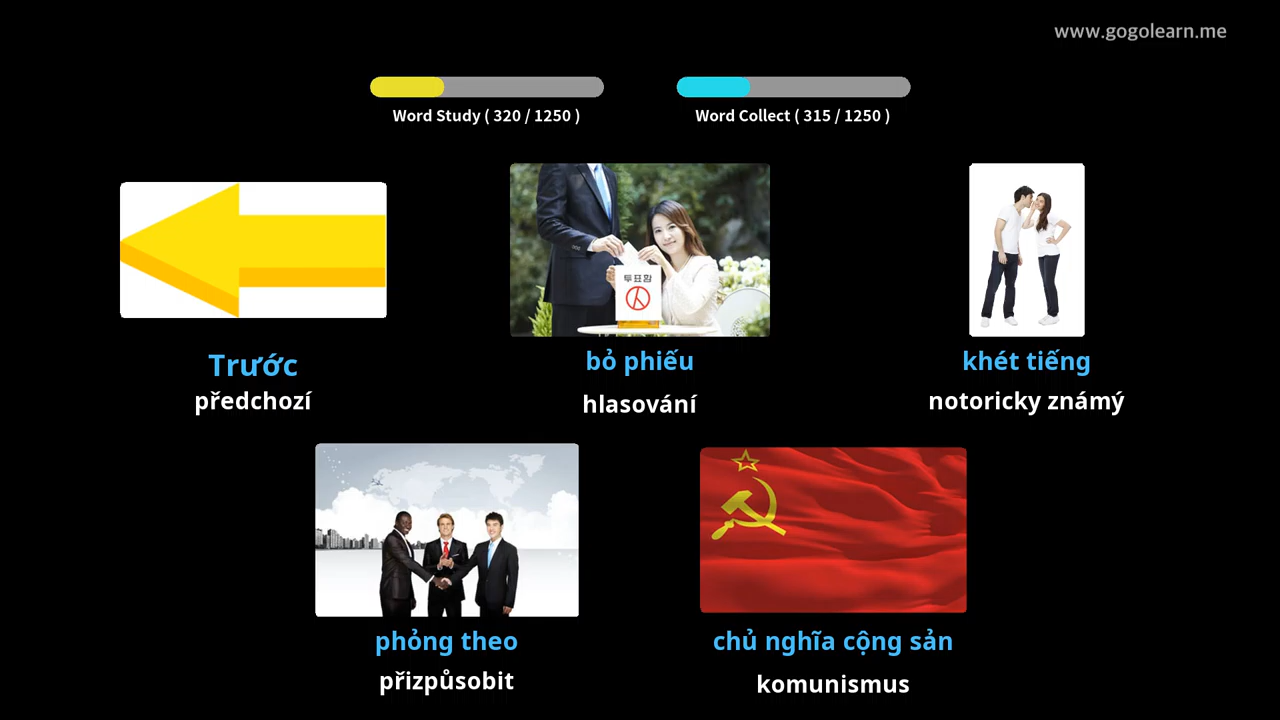 www.gogolearn.me
Word Study ( 320 / 1250 )
Word Collect ( 315 / 1250 )
투표함
Trước
předchozí
bỏ phiếu
hlasování
khét tiếng
notoricky známý
phỏng theo
přizpůsobit
chủ nghĩa cộng sản
komunismus